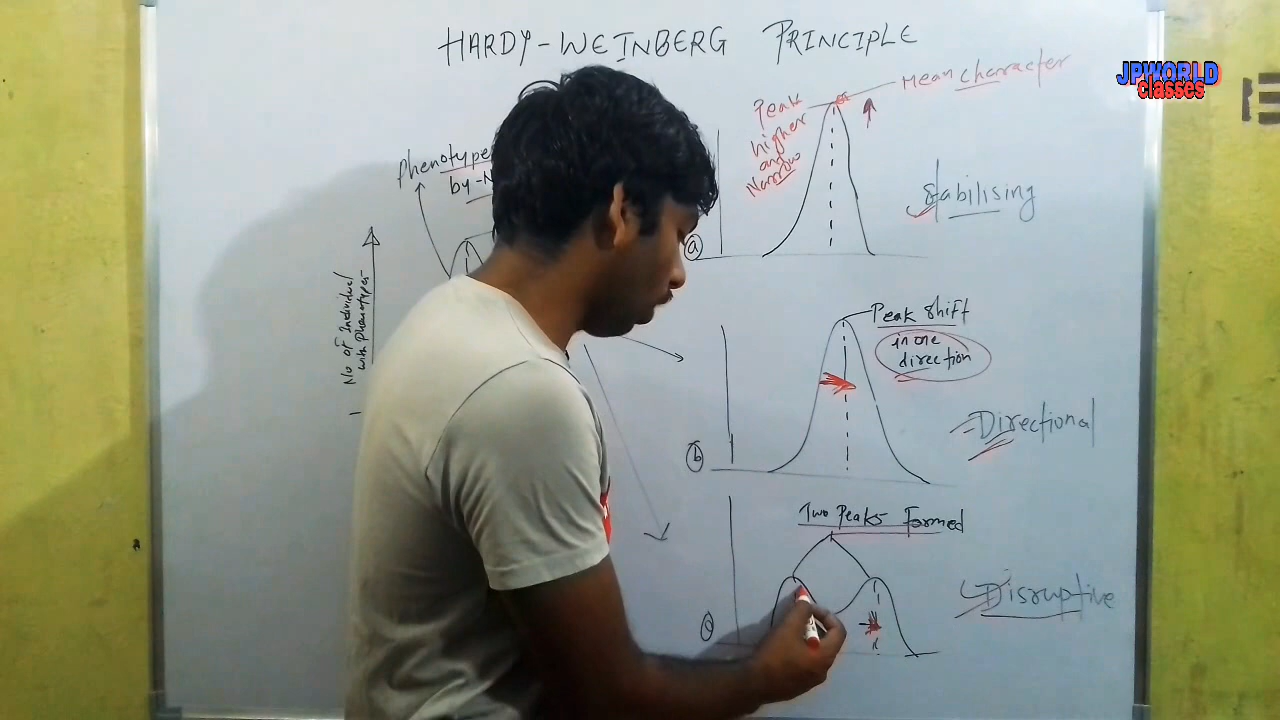 HARDY-WEINBERG PRINCIPLE
JPWORLD
classes
Mean character
Peak
higher
and
Narrow
Phenotype
by-N
(a)
Stabilising
No of Individual
with Phenotypes
Peak shift
in one
direction
(b)
Directional
Two Peaks Formed
(c)
Disruptive